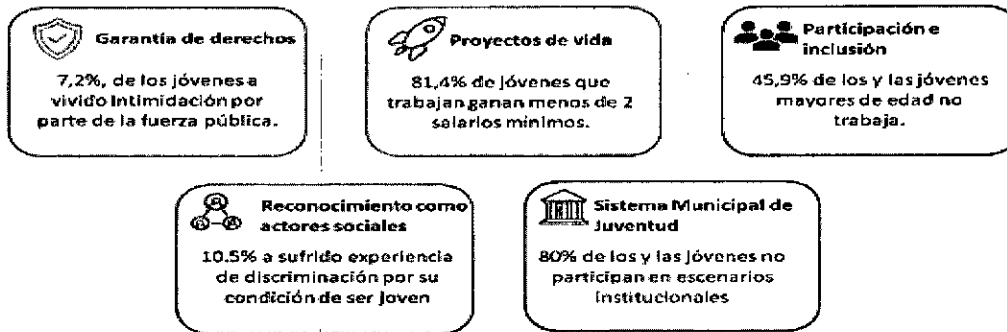 Garantía de derechos
7,2%, de los jóvenes a
vivido intimidación por
parte de la fuerza pública.
Proyectos de vida
81,4% de jóvenes que
trabajan ganan menos de 2
salarios mínimos.
Participación e
inclusión
45,9% de los y las jóvenes
mayores de edad no
trabaja.
Reconocimiento como
actores sociales
10.5% a sufrido experiencia
de discriminación por su
condición de ser joven
Sistema Municipal de
Juventud
80% de los y las jóvenes no
participan en escenarios
institucionales